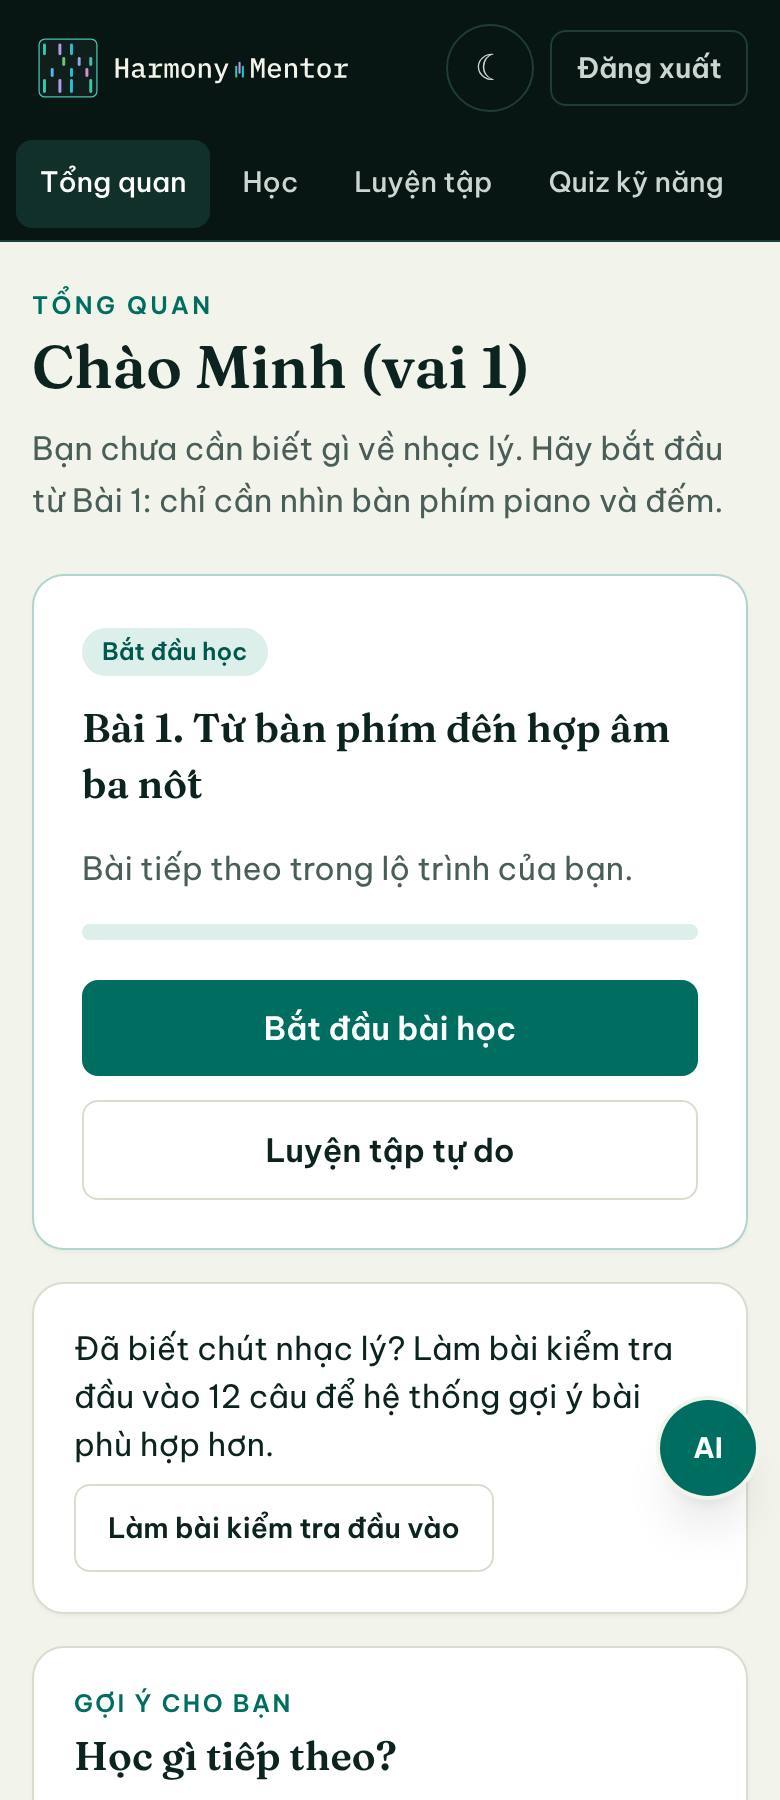 Harmony Mentor
Đăng xuất
Tổng quan
Học
Luyện tập
Quiz kỹ năng
TỔNG QUAN
Chào Minh (vai 1)
Bạn chưa cần biết gì về nhạc lý. Hãy bắt đầu
từ Bài 1: chỉ cần nhìn bàn phím piano và đếm.
Bắt đầu học
Bài 1. Từ bàn phím đến hợp âm
ba nốt
Bài tiếp theo trong lộ trình của bạn.
Bắt đầu bài học
Luyện tập tự do
Đã biết chút nhạc lý? Làm bài kiểm tra
đầu vào 12 câu để hệ thống gợi ý bài
phù hợp hơn.
AI
Làm bài kiểm tra đầu vào
GỢI Ý CHO BẠN
Học gì tiếp theo?